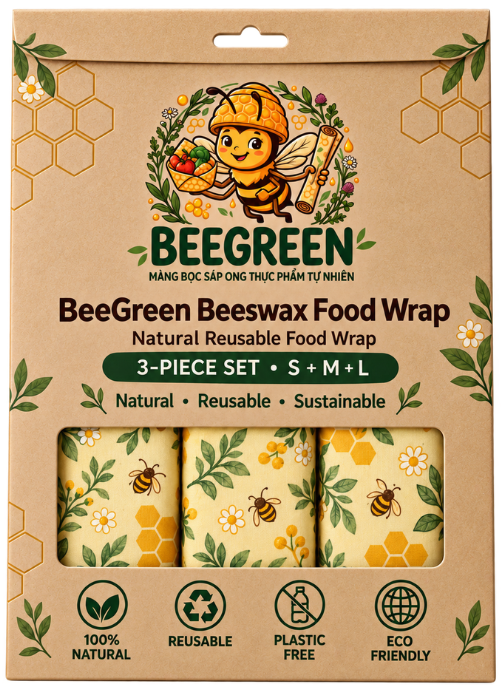 BEEGREEN
MÀNG BỌC SÁP ONG THỰC PHẨM TỰ NHIÊN
BeeGreen Beeswax Food Wrap
Natural Reusable Food Wrap
3-PIECE SET • S + M + L
Natural • Reusable • Sustainable
100% NATURAL
REUSABLE
PLASTIC FREE
ECO FRIENDLY